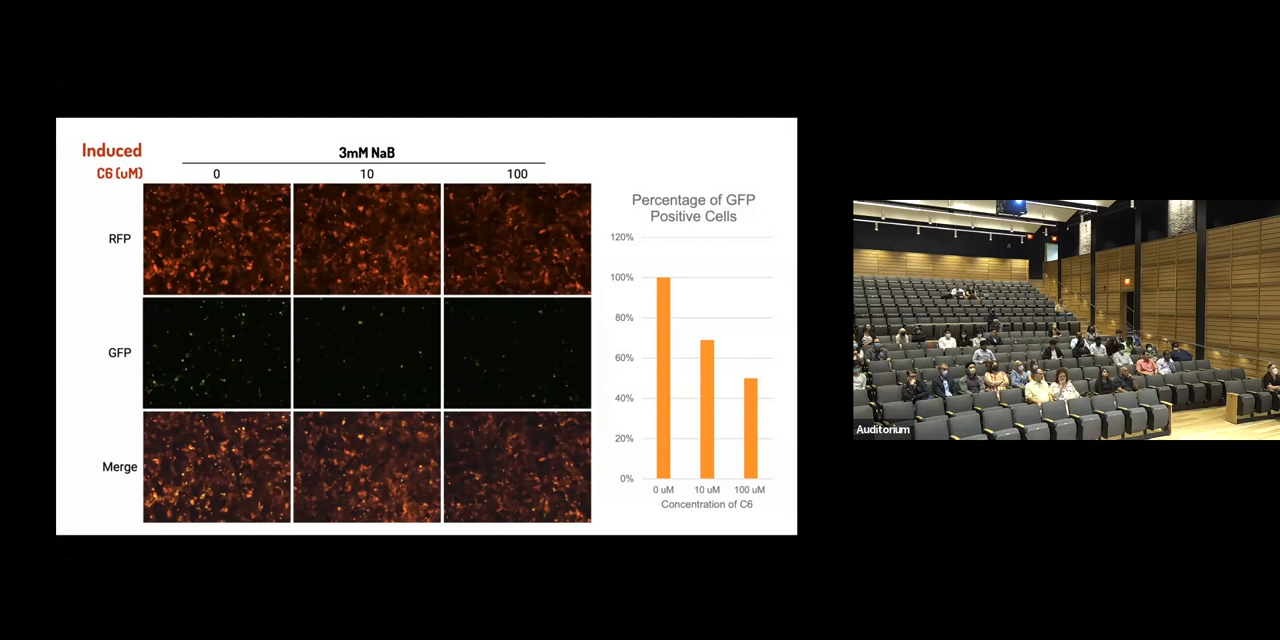 Induced
3mM NaB
C6 (uM)
0
10
100
RFP
GFP
Merge
Percentage of GFP
Positive Cells
120%
100%
80%
60%
40%
20%
0%
0 uM
10 uM
100 uM
Concentration of C6
Auditorium